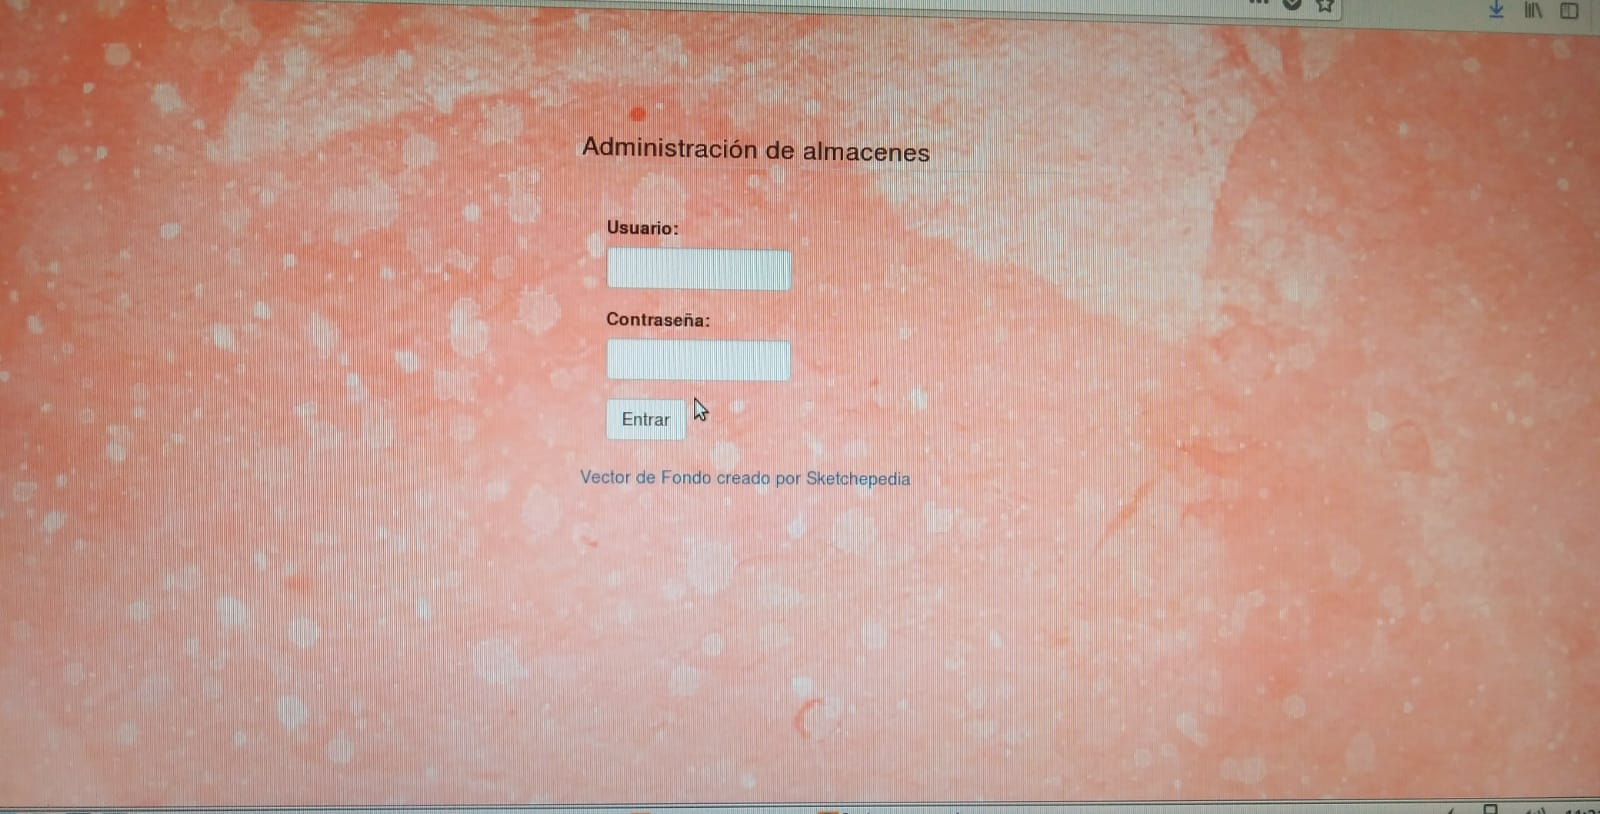 Administración de almacenes
Usuario:
Contraseña:
Entrar
Vector de Fondo creado por Sketchepedia